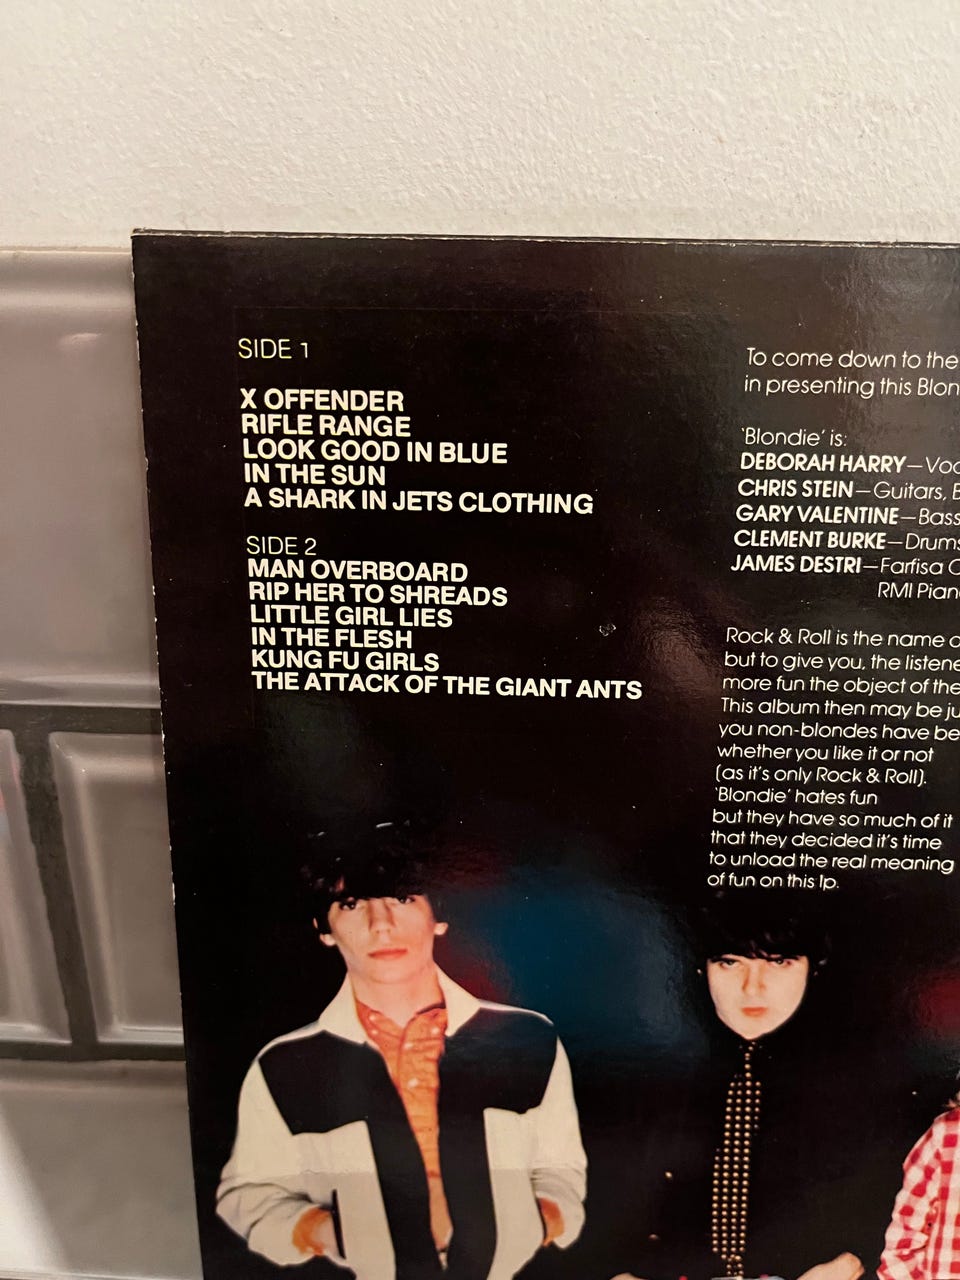 SIDE 1
X OFFENDER
RIFLE RANGE
LOOK GOOD IN BLUE
IN THE SUN
A SHARK IN JETS CLOTHING
SIDE 2
MAN OVERBOARD
RIP HER TO SHREADS
LITTLE GIRL LIES
IN THE FLESH
KUNG FU GIRLS
THE ATTACK OF THE GIANT ANTS
To come down to the
in presenting this
'Blondie' is:
DEBORAH HARRY—
CHRIS STEIN—Guitars,
GARY VALENTINE—Bass
CLEMENT BURKE—Drums
JAMES DESTRI—Farfisa
RMI
Rock & Roll is the name
but to give you, the
more fun the object of the
This album then may be
you non-blondes have
whether you like it or not
(as it's only Rock & Roll).
'Blondie' hates fun
but they have so much of it
that they decided it's time
to unload the real meaning
of fun on this lp.